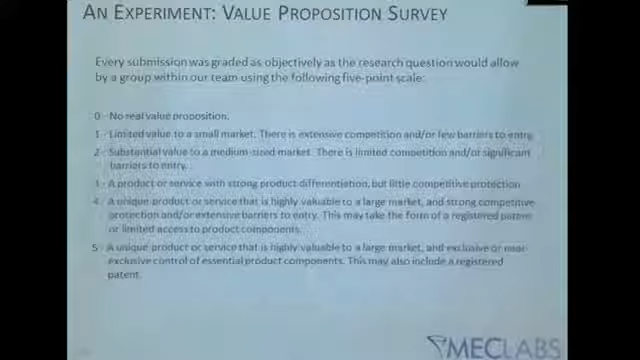 AN EXPERIMENT: VALUE PROPOSITION SURVEY
Every submission was graded as objectively as the research question would allow
by a group within our team using the following five-point scale:
0 - No real value proposition.
1 - Limited value to a small market. There is extensive competition and/or few barriers to entry.
2 - Substantial value to a medium-sized market. There is limited competition and/or significant
barriers to entry.
3 - A product or service with strong product differentiation, but little competitive protection
4 - A unique product or service that is highly valuable to a large market, and strong competitive
protection and/or extensive barriers to entry. This may take the form of a registered patent
or limited access to product components.
5 - A unique product or service that is highly valuable to a large market, and exclusive or near-
exclusive control of essential product components. This may also include a registered
patent.
MECLABS